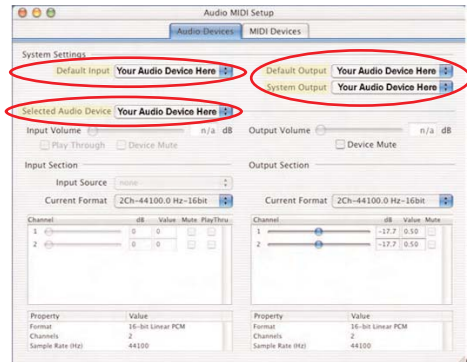 Audio MIDI Setup
Audio Devices MIDI Devices
System Settings
Default Input Your Audio Device Here
Default Output Your Audio Device Here
System Output Your Audio Device Here
Selected Audio Device Your Audio Device Here
Input Volume n/a dB
Play Through Device Mute
Output Volume n/a dB
Device Mute
Input Section
Input Source none
Current Format 2Ch-44100.0 Hz-16bit
Channel dB Value Mute PlayThru
1 0 0
2 0 0
Property Value
Format 16-bit Linear PCM
Channels 2
Sample Rate (Hz) 44100
Output Section
Current Format 2Ch-44100.0 Hz-16bit
Channel dB Value Mute
1 -17.7 0.50
2 -17.7 0.50
Property Value
Format 16-bit Linear PCM
Channels 2
Sample Rate (Hz) 44100